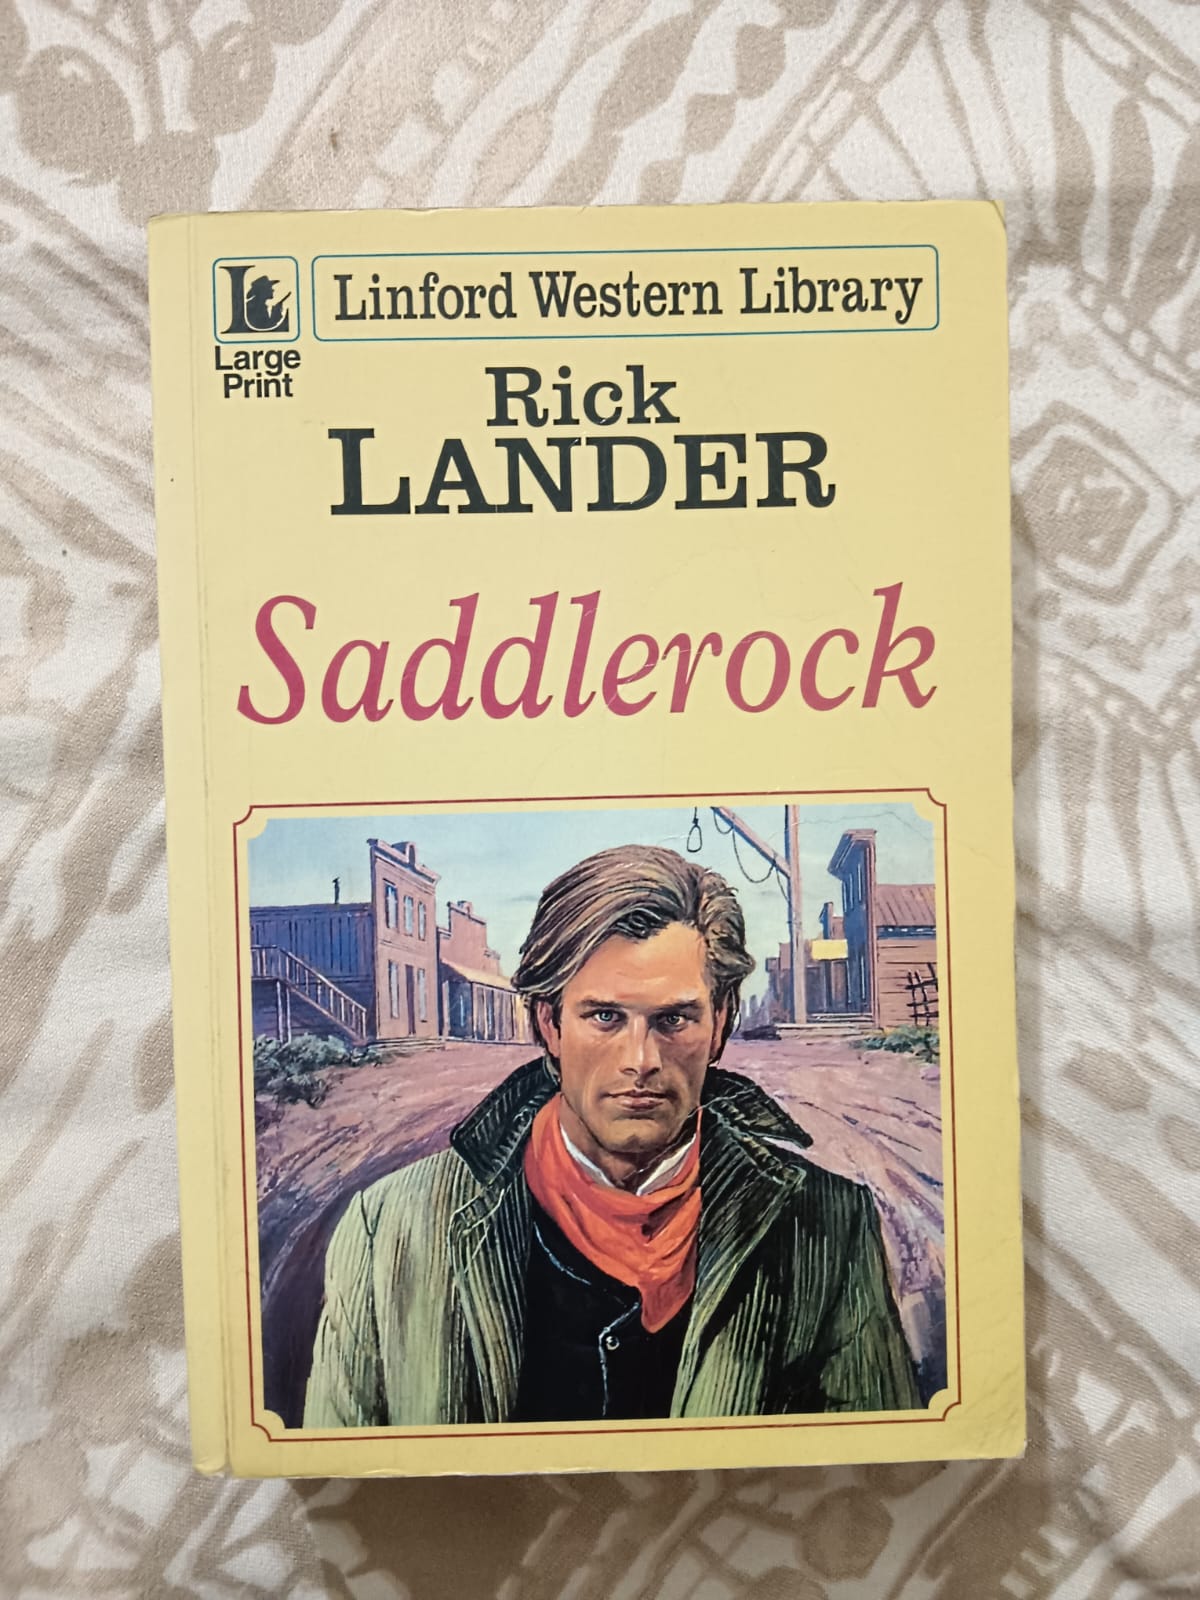 Linford Western Library
L
Large
Print
Rick
LANDER
Saddlerock